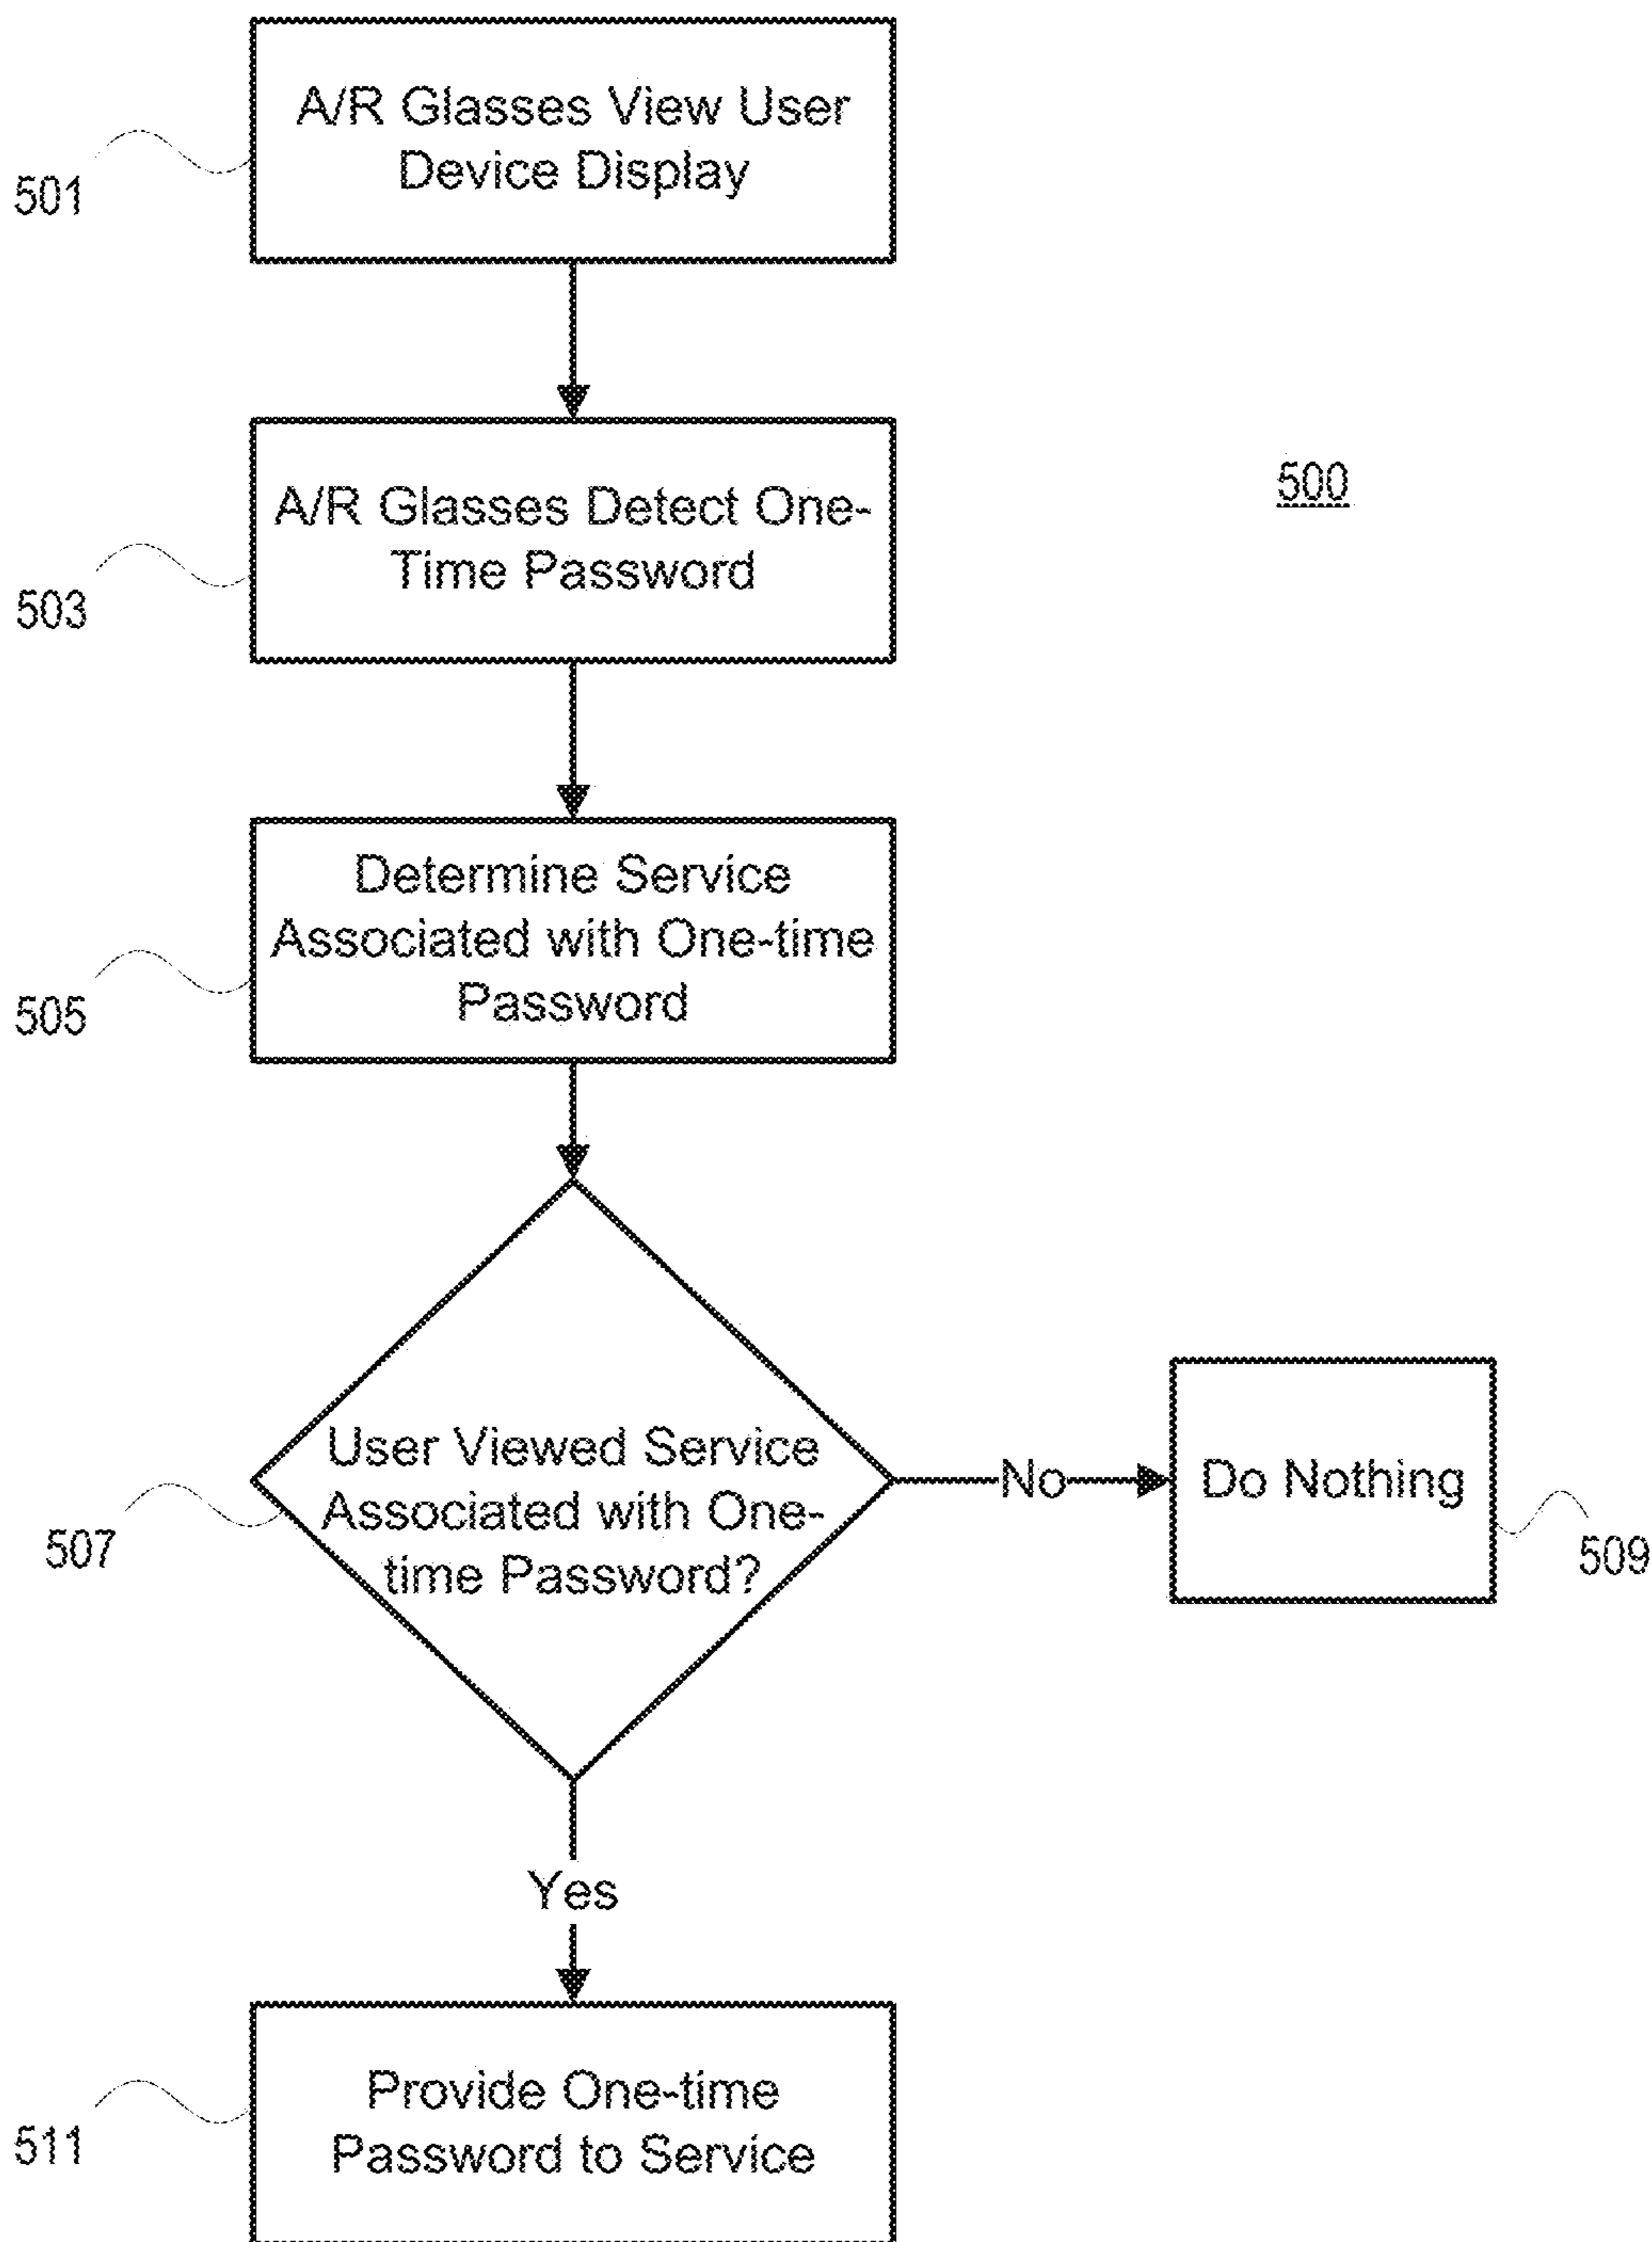 A/R Glasses View User
Device Display
501
500
A/R Glasses Detect One-
Time Password
503
Determine Service
Associated with One-time
Password
505
User Viewed Service
Associated with One-
time Password?
507
No
Do Nothing
509
Yes
Provide One-time
Password to Service
511